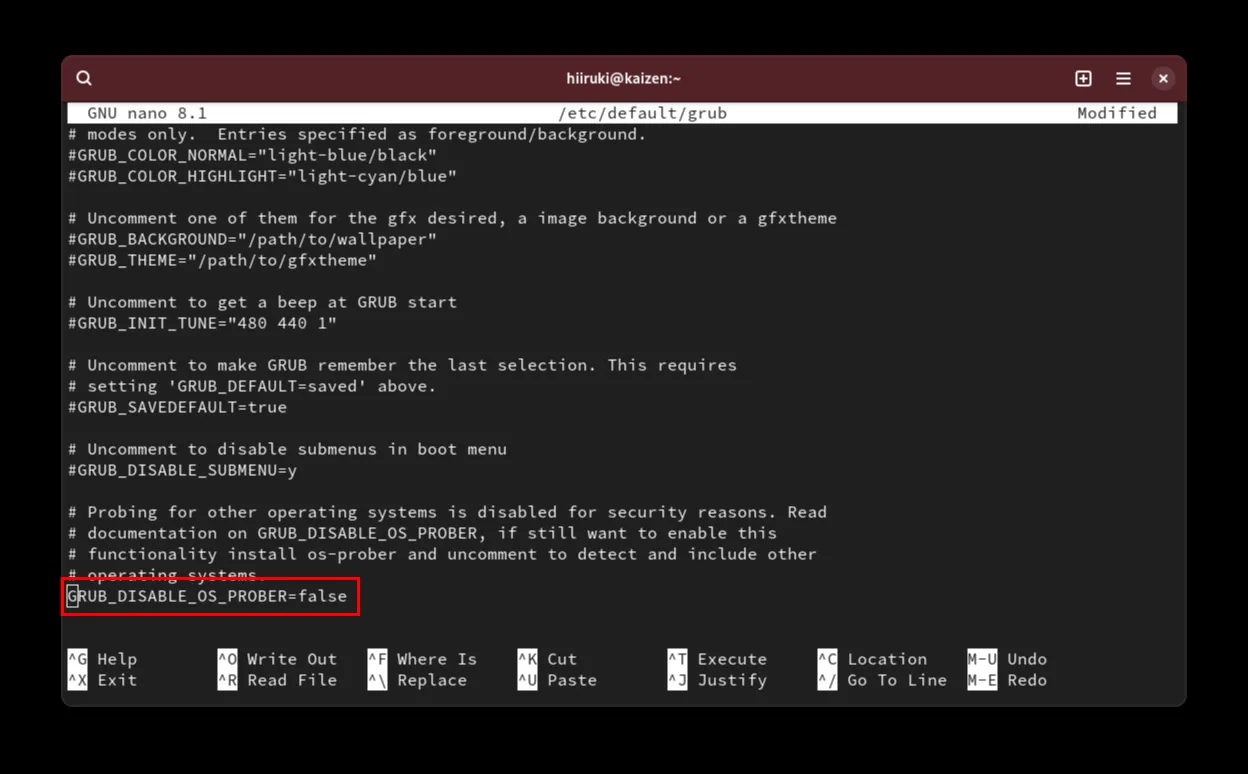 hiiruki@kaizen:~
GNU nano 8.1 /etc/default/grub Modified
# modes only.  Entries specified as foreground/background.
#GRUB_COLOR_NORMAL="light-blue/black"
#GRUB_COLOR_HIGHLIGHT="light-cyan/blue"
# Uncomment one of them for the gfx desired, a image background or a gfxtheme
#GRUB_BACKGROUND="/path/to/wallpaper"
#GRUB_THEME="/path/to/gfxtheme"
# Uncomment to get a beep at GRUB start
#GRUB_INIT_TUNE="480 440 1"
# Uncomment to make GRUB remember the last selection. This requires
# setting 'GRUB_DEFAULT=saved' above.
#GRUB_SAVEDEFAULT=true
# Uncomment to disable submenus in boot menu
#GRUB_DISABLE_SUBMENU=y
# Probing for other operating systems is disabled for security reasons. Read
# documentation on GRUB_DISABLE_OS_PROBER, if still want to enable this
# functionality install os-prober and uncomment to detect and include other
# operating systems.
GRUB_DISABLE_OS_PROBER=false
^G Help ^O Write Out ^F Where Is ^K Cut ^T Execute ^C Location M-U Undo
^X Exit ^R Read File ^\ Replace ^U Paste ^J Justify ^/ Go To Line M-E Redo